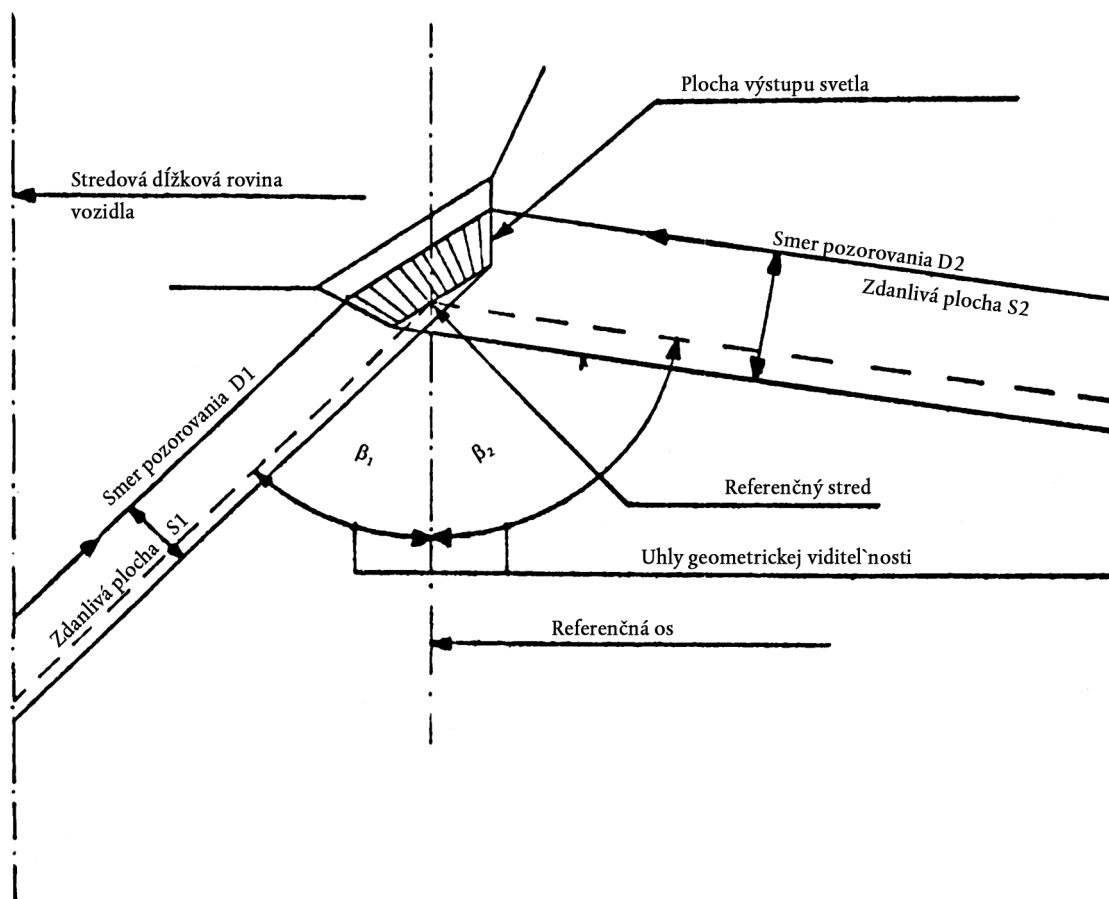 Plocha výstupu svetla
Stredová dĺžková rovina
vozidla
Smer pozorovania D2
Zdanlivá plocha S2
Smer pozorovania D1
Zdanlivá plocha S1
β₁
β₂
Referenčný stred
Uhly geometrickej viditeľnosti
Referenčná os